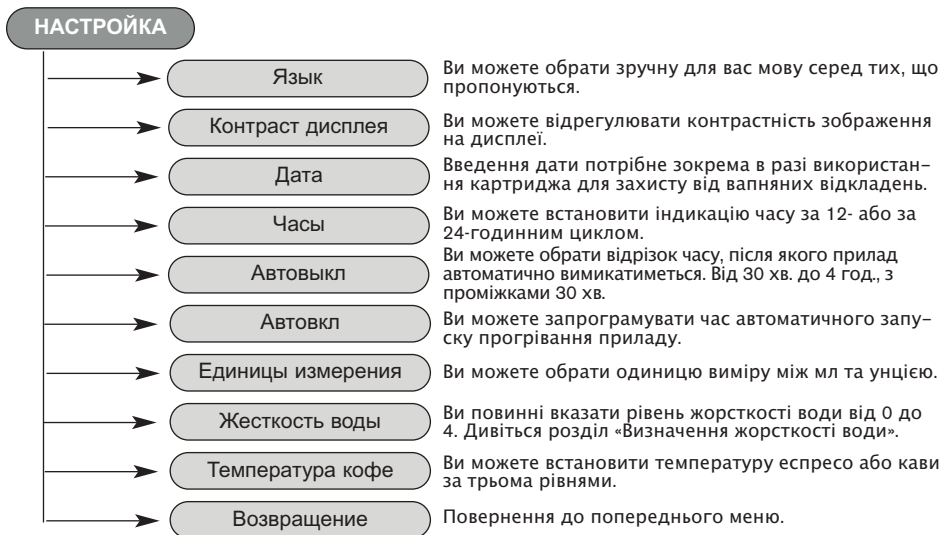 НАСТРОЙКА
Язык
Ви можете обрати зручну для вас мову серед тих, що
пропонуються.
Контраст дисплея
Ви можете відрегулювати контрастність зображення
на дисплеї.
Дата
Введення дати потрібне зокрема в разі використан–
ня картриджа для захисту від вапняних відкладень.
Часы
Ви можете встановити індикацію часу за 12- або за
24-годинним циклом.
Автовыкл
Ви можете обрати відрізок часу, після якого прилад
автоматично вимикатиметься. Від 30 хв. до 4 год., з
проміжками 30 хв.
Автовкл
Ви можете запрограмувати час автоматичного запу–
ску прогрівання приладу.
Единицы измерения
Ви можете обрати одиницю виміру між мл та унцією.
Жесткость воды
Ви повинні вказати рівень жорсткості води від 0 до
4. Дивіться розділ «Визначення жорсткості води».
Температура кофе
Ви можете встановити температуру еспресо або кави
за трьома рівнями.
Возвращение
Повернення до попереднього меню.